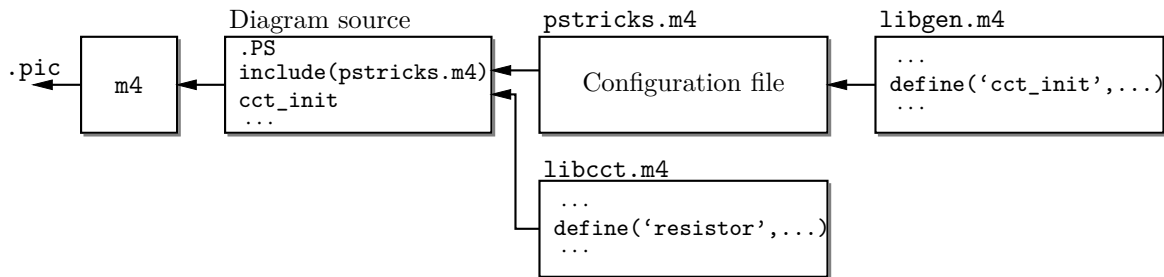 .pic
m4
Diagram source
.PS
include(pstricks.m4)
cct_init
...
pstricks.m4
Configuration file
libgen.m4
...
define(‘cct_init’,...)
...
libcct.m4
...
define(‘resistor’,...)
...